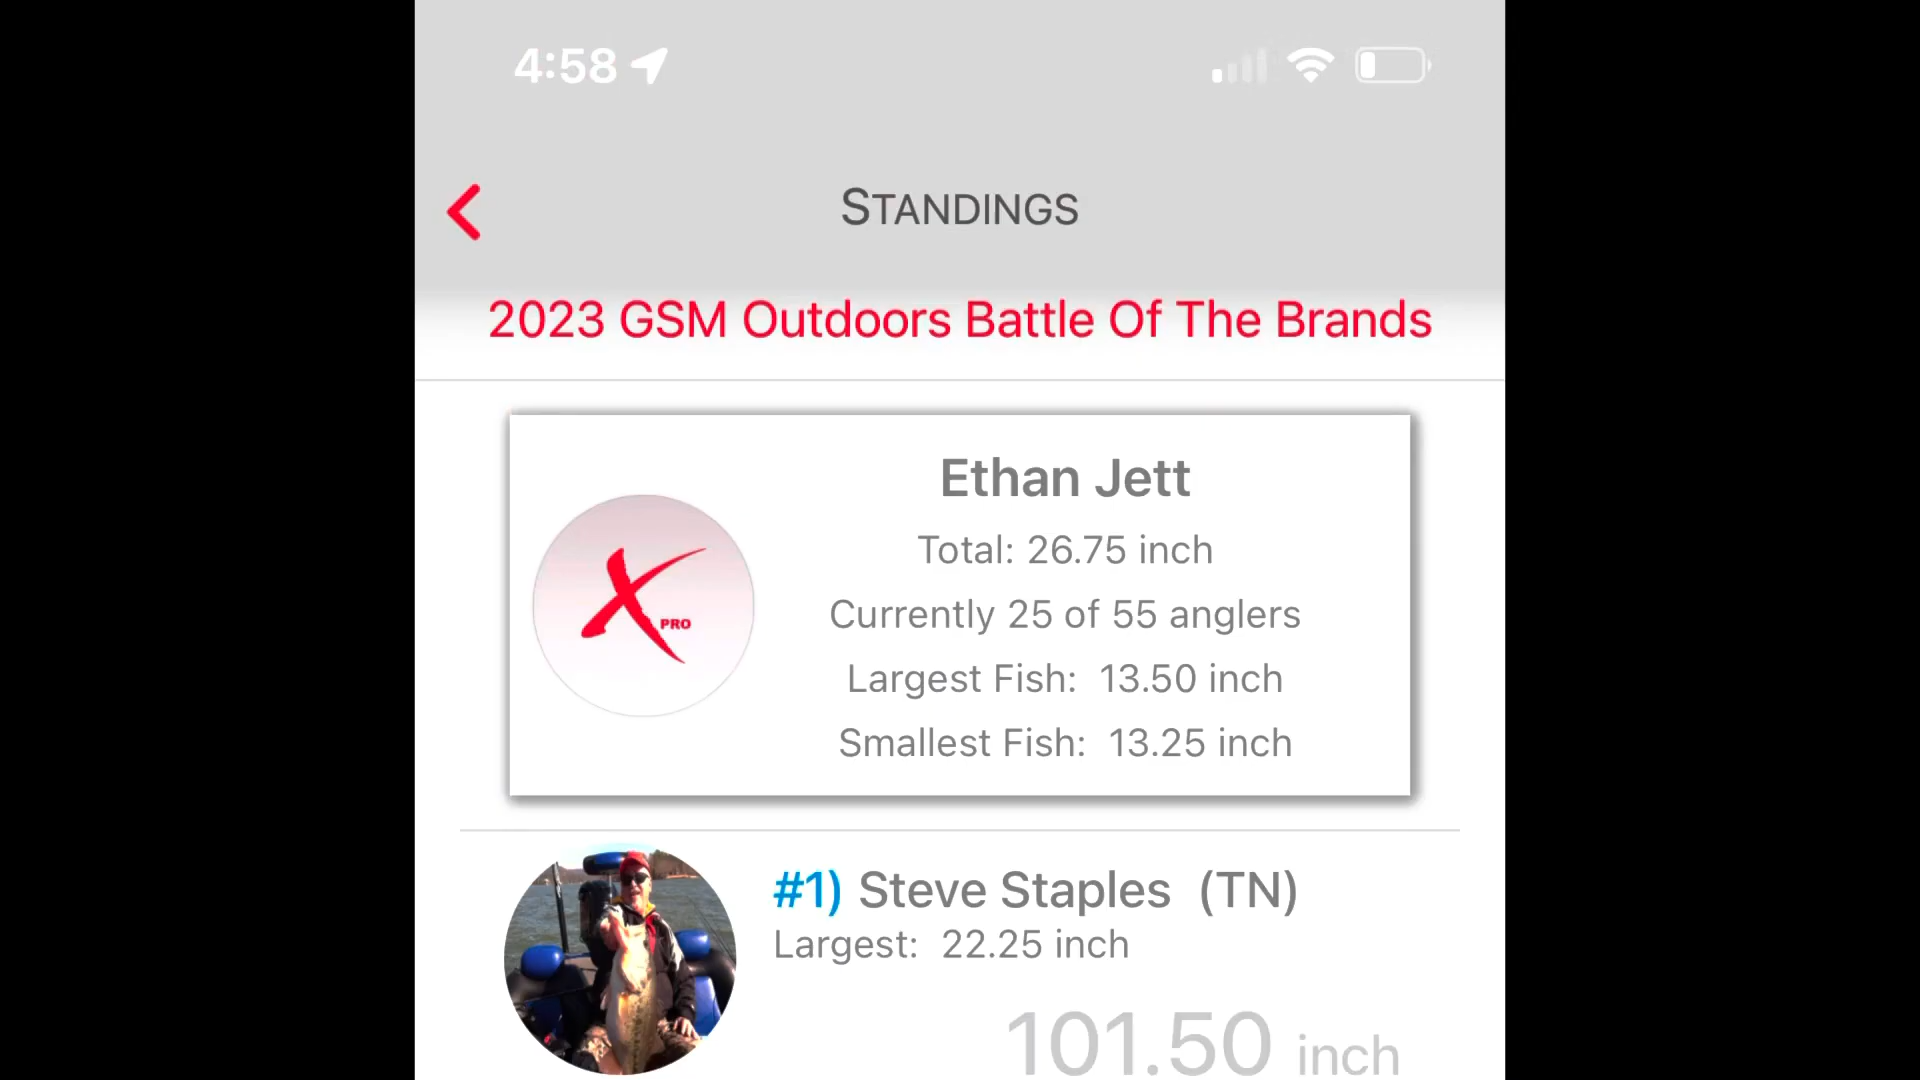 4:58
STANDINGS
2023 GSM Outdoors Battle Of The Brands
Ethan Jett
Total: 26.75 inch
Currently 25 of 55 anglers
Largest Fish: 13.50 inch
Smallest Fish: 13.25 inch
X PRO
#1) Steve Staples (TN)
Largest: 22.25 inch
101.50 inch